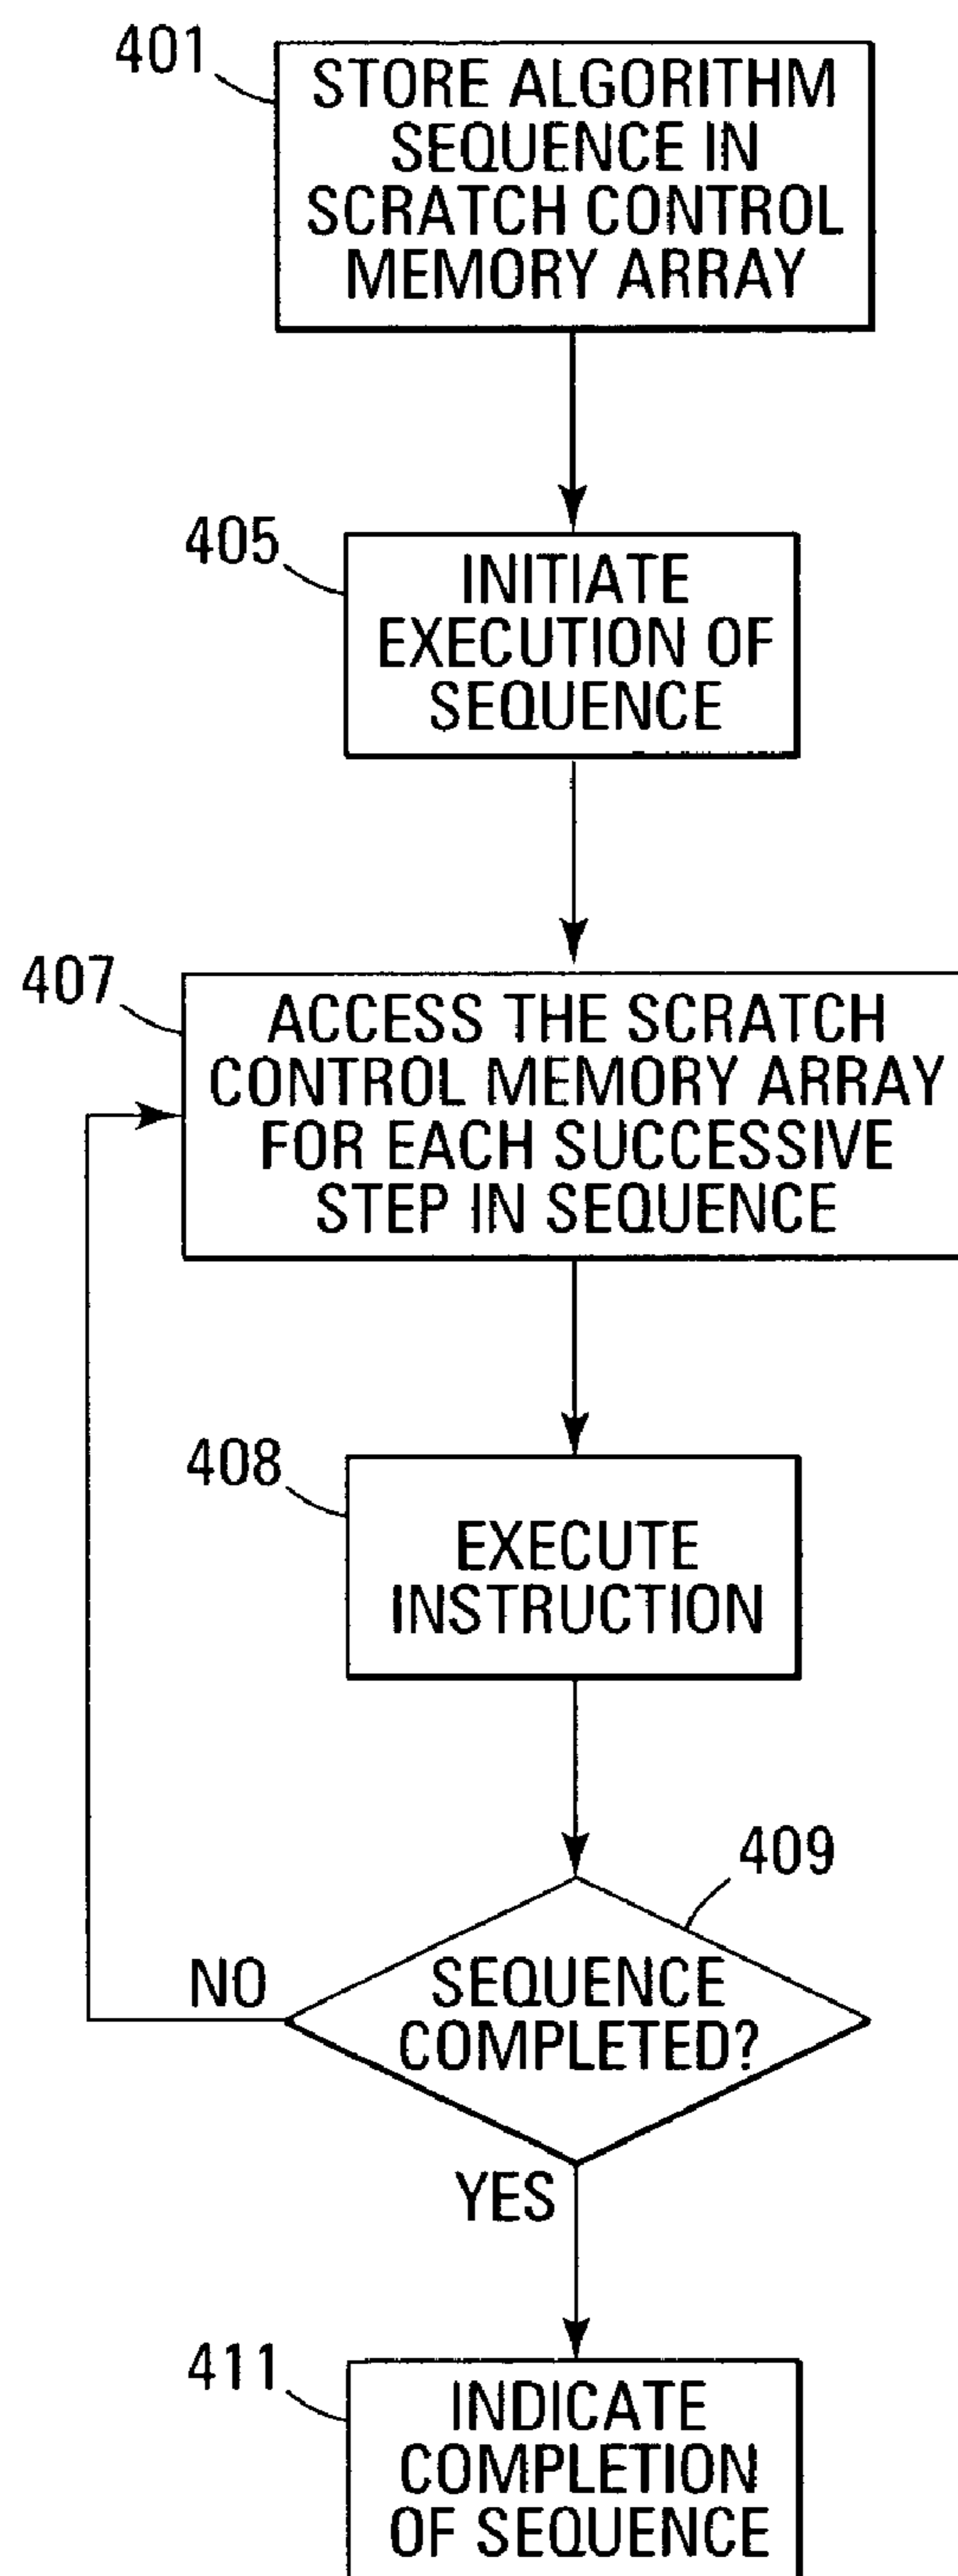 401
STORE ALGORITHM
SEQUENCE IN
SCRATCH CONTROL
MEMORY ARRAY
405
INITIATE
EXECUTION OF
SEQUENCE
407
ACCESS THE SCRATCH
CONTROL MEMORY ARRAY
FOR EACH SUCCESSIVE
STEP IN SEQUENCE
408
EXECUTE
INSTRUCTION
409
SEQUENCE
COMPLETED?
NO
YES
411
INDICATE
COMPLETION
OF SEQUENCE